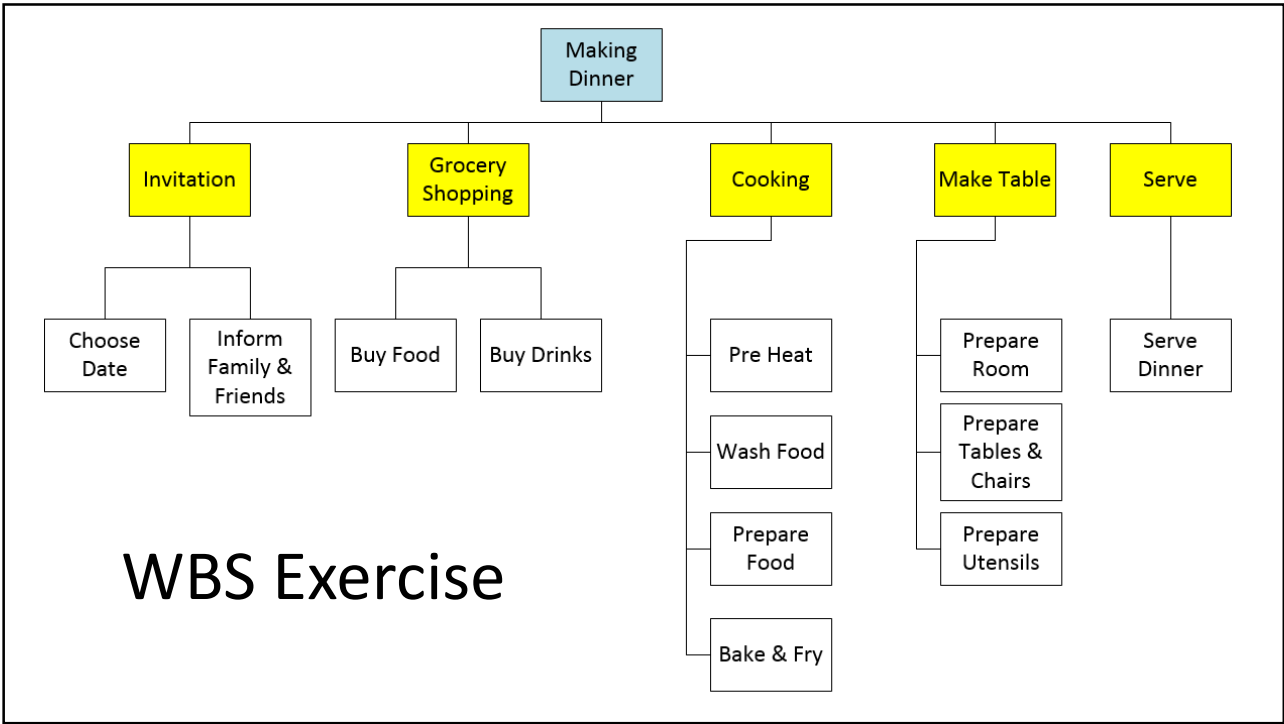 Making
Dinner
Invitation
Grocery
Shopping
Cooking
Make Table
Serve
Choose
Date
Inform
Family &
Friends
Buy Food
Buy Drinks
Pre Heat
Prepare
Room
Serve
Dinner
Wash Food
Prepare
Tables &
Chairs
Prepare
Food
Prepare
Utensils
Bake & Fry
WBS Exercise